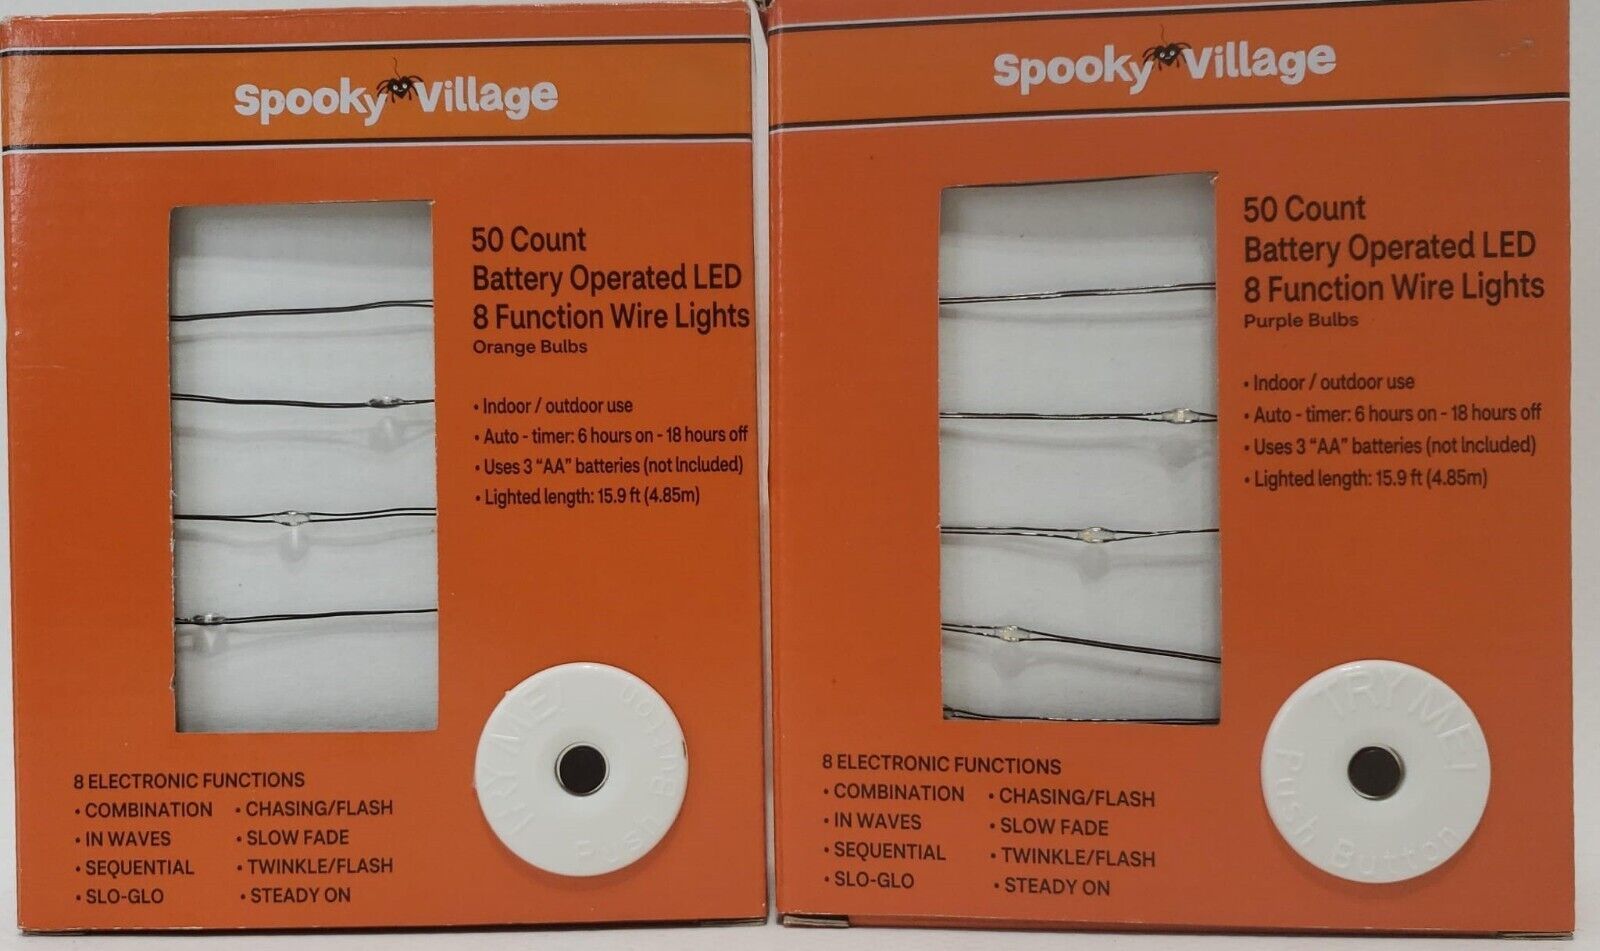 Spooky Village
50 Count
Battery Operated LED
8 Function Wire Lights
Orange Bulbs
• Indoor / outdoor use
• Auto - timer: 6 hours on - 18 hours off
• Uses 3 “AA” batteries (not Included)
• Lighted length: 15.9 ft (4.85m)
8 ELECTRONIC FUNCTIONS
• COMBINATION • CHASING/FLASH
• IN WAVES • SLOW FADE
• SEQUENTIAL • TWINKLE/FLASH
• SLO-GLO • STEADY ON
TRY ME!
Push Button
Spooky Village
50 Count
Battery Operated LED
8 Function Wire Lights
Purple Bulbs
• Indoor / outdoor use
• Auto - timer: 6 hours on - 18 hours off
• Uses 3 “AA” batteries (not Included)
• Lighted length: 15.9 ft (4.85m)
8 ELECTRONIC FUNCTIONS
• COMBINATION • CHASING/FLASH
• IN WAVES • SLOW FADE
• SEQUENTIAL • TWINKLE/FLASH
• SLO-GLO • STEADY ON
TRY ME!
Push Button